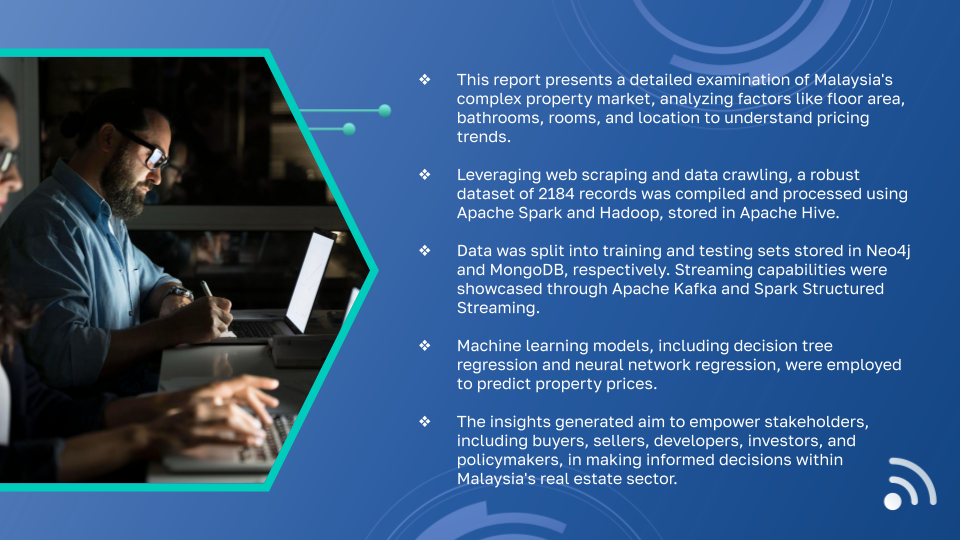 ❖ This report presents a detailed examination of Malaysia's
complex property market, analyzing factors like floor area,
bathrooms, rooms, and location to understand pricing
trends.
❖ Leveraging web scraping and data crawling, a robust
dataset of 2184 records was compiled and processed using
Apache Spark and Hadoop, stored in Apache Hive.
❖ Data was split into training and testing sets stored in Neo4j
and MongoDB, respectively. Streaming capabilities were
showcased through Apache Kafka and Spark Structured
Streaming.
❖ Machine learning models, including decision tree
regression and neural network regression, were employed
to predict property prices.
❖ The insights generated aim to empower stakeholders,
including buyers, sellers, developers, investors, and
policymakers, in making informed decisions within
Malaysia's real estate sector.